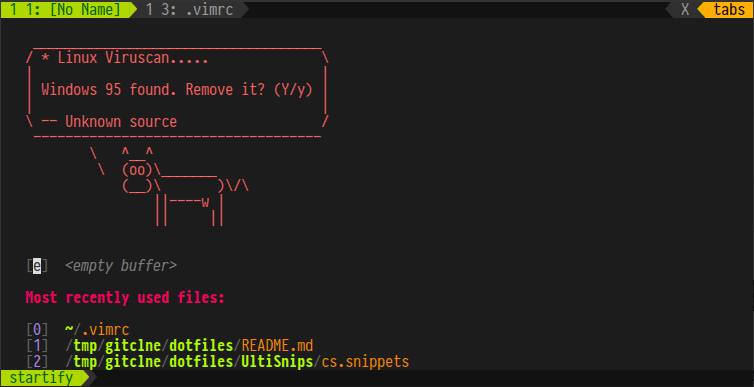 1 1: [No Name] 1 3: .vimrc X tabs
 ____________________________________
/ * Linux Viruscan.....              \
|                                    |
| Windows 95 found. Remove it? (Y/y) |
|                                    |
\ -- Unknown source                  /
 ------------------------------------
        \   ^__^
         \  (oo)\_______
            (__)\       )\/\
                ||----w |
                ||     ||
[e] <empty buffer>
Most recently used files:
[0] ~/.vimrc
[1] /tmp/gitclne/dotfiles/README.md
[2] /tmp/gitclne/dotfiles/UltiSnips/cs.snippets
startify